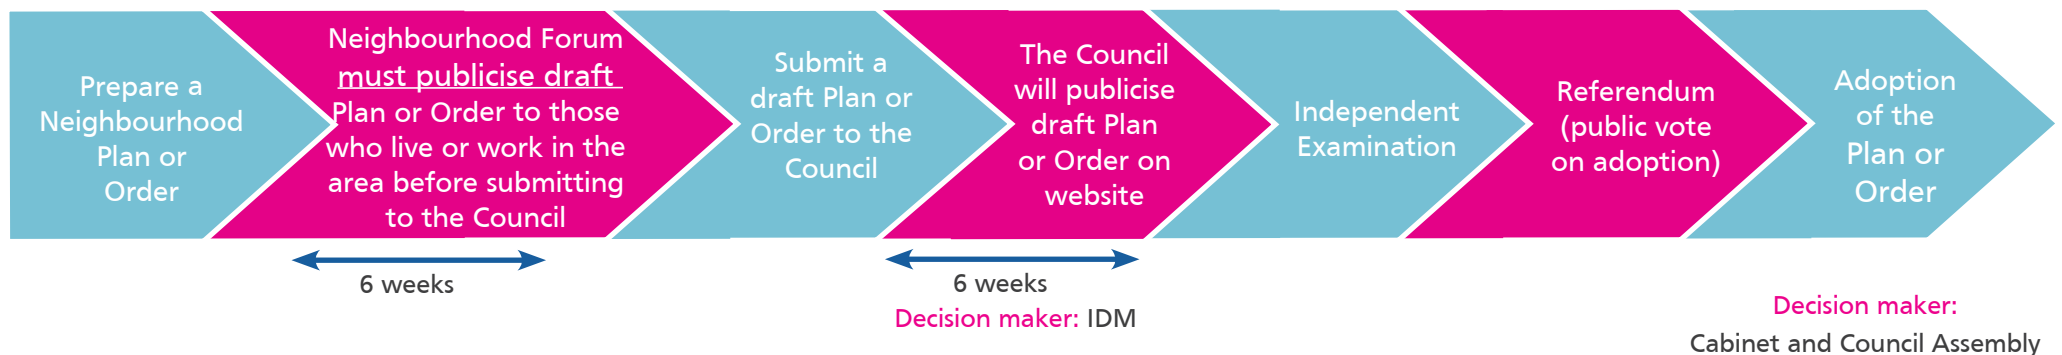 Prepare a
Neighbourhood
Plan or
Order
Neighbourhood Forum
must publicise draft
Plan or Order to those
who live or work in the
area before submitting
to the Council
Submit a
draft Plan or
Order to the
Council
The Council
will publicise
draft Plan
or Order on
website
Independent
Examination
Referendum
(public vote
on adoption)
Adoption
of the
Plan or
Order
6 weeks
6 weeks
Decision maker: IDM
Decision maker:
Cabinet and Council Assembly